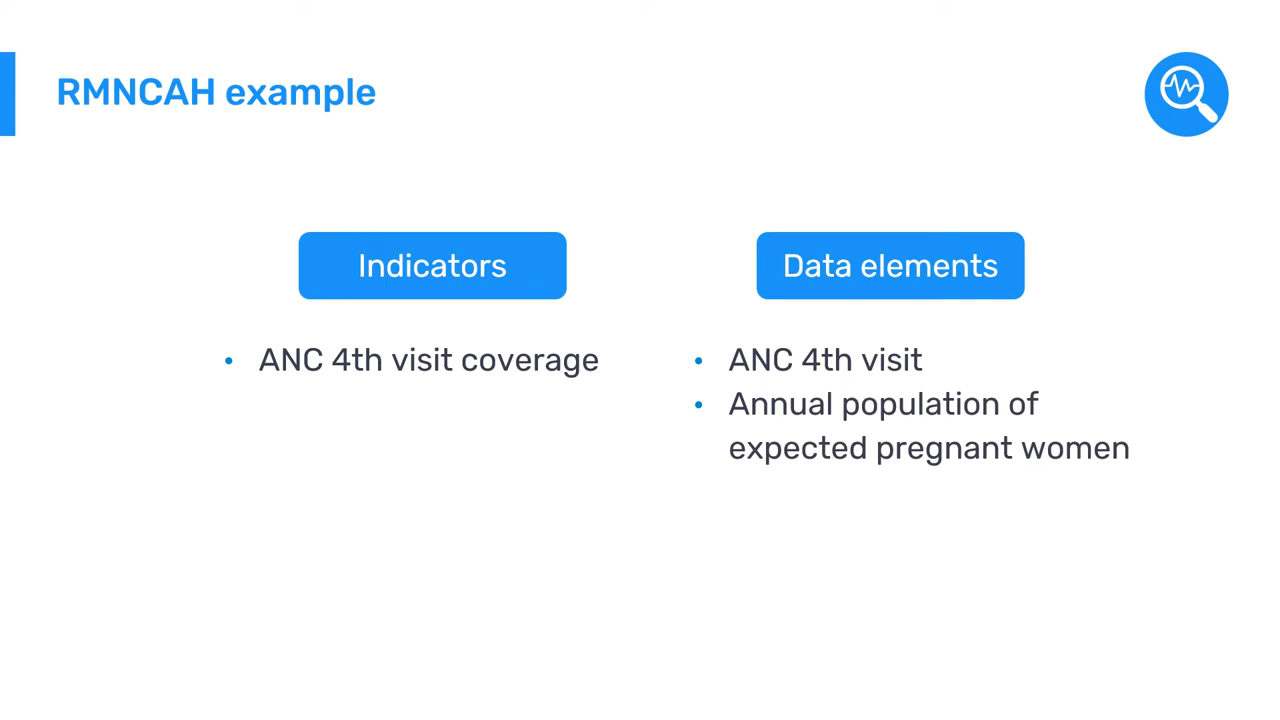 RMNCAH example
Indicators
• ANC 4th visit coverage
Data elements
• ANC 4th visit
• Annual population of
expected pregnant women